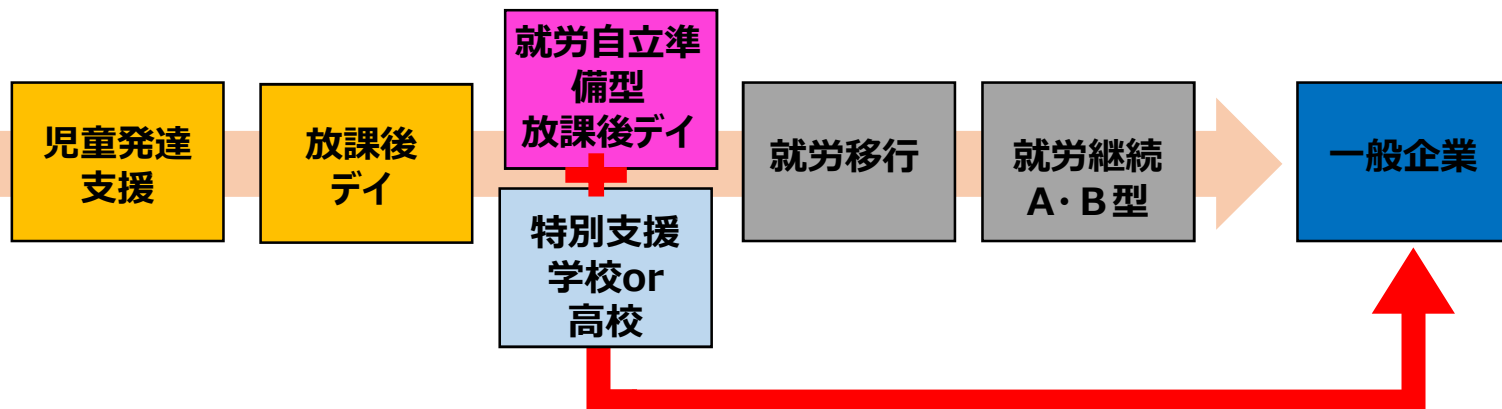 児童発達
支援
放課後
デイ
就労自立準
備型
放課後デイ
特別支援
学校or
高校
就労移行
就労継続
A・B型
一般企業